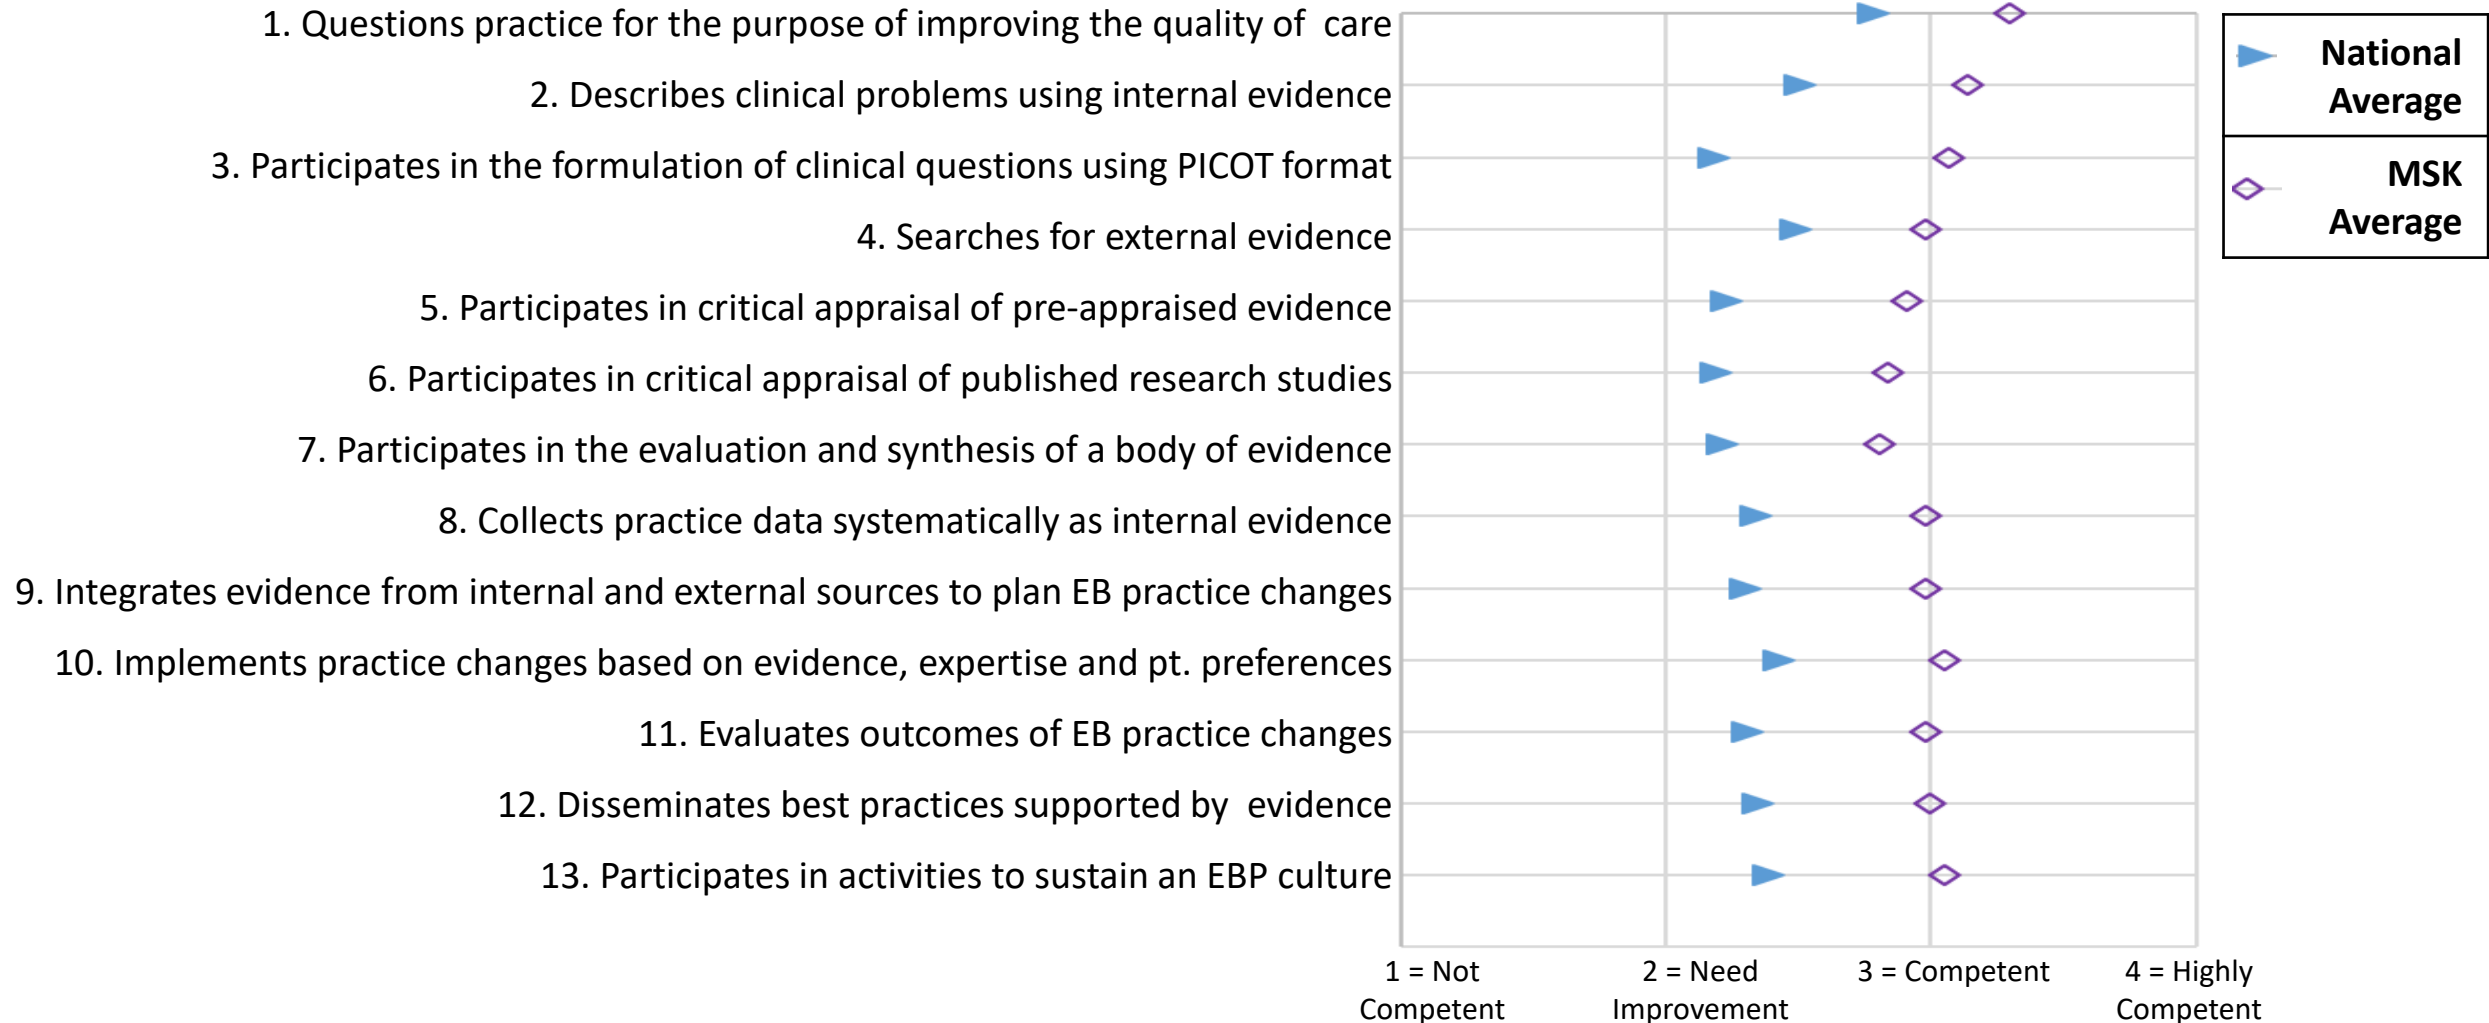 1. Questions practice for the purpose of improving the quality of  care
2. Describes clinical problems using internal evidence
3. Participates in the formulation of clinical questions using PICOT format
4. Searches for external evidence
5. Participates in critical appraisal of pre-appraised evidence
6. Participates in critical appraisal of published research studies
7. Participates in the evaluation and synthesis of a body of evidence
8. Collects practice data systematically as internal evidence
9. Integrates evidence from internal and external sources to plan EB practice changes
10. Implements practice changes based on evidence, expertise and pt. preferences
11. Evaluates outcomes of EB practice changes
12. Disseminates best practices supported by  evidence
13. Participates in activities to sustain an EBP culture
National
Average
MSK
Average
1 = Not
Competent
2 = Need
Improvement
3 = Competent
4 = Highly
Competent